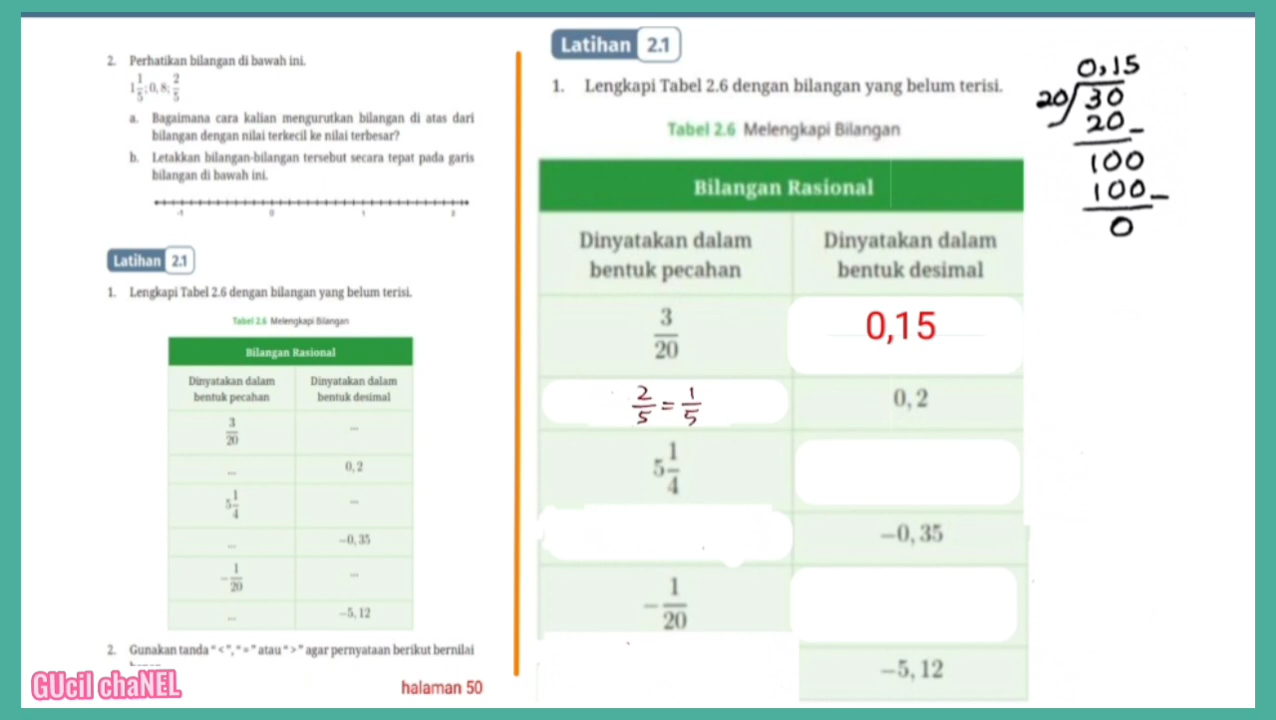 2. Perhatikan bilangan di bawah ini.
1 1/5; 0, 8; 2/5
a. Bagaimana cara kalian mengurutkan bilangan di atas dari
bilangan dengan nilai terkecil ke nilai terbesar?
b. Letakkan bilangan-bilangan tersebut secara tepat pada garis
bilangan di bawah ini.
-1 0 1 2
Latihan 2.1
1. Lengkapi Tabel 2.6 dengan bilangan yang belum terisi.
Tabel 2.6 Melengkapi Bilangan
Bilangan Rasional
Dinyatakan dalam bentuk pecahan
Dinyatakan dalam bentuk desimal
3/20 ...
... 0, 2
5 1/4 ...
... −0, 35
−1/20 ...
... −5, 12
2. Gunakan tanda "<", "=" atau ">" agar pernyataan berikut bernilai
GUcil chaNEL
halaman 50
Latihan 2.1
1. Lengkapi Tabel 2.6 dengan bilangan yang belum terisi.
Tabel 2.6 Melengkapi Bilangan
Bilangan Rasional
Dinyatakan dalam bentuk pecahan
Dinyatakan dalam bentuk desimal
3/20 0,15
2/5 = 1/5 0, 2
5 1/4
−0, 35
−1/20
−5, 12
0,15
20 30
20 −
100
100 −
0